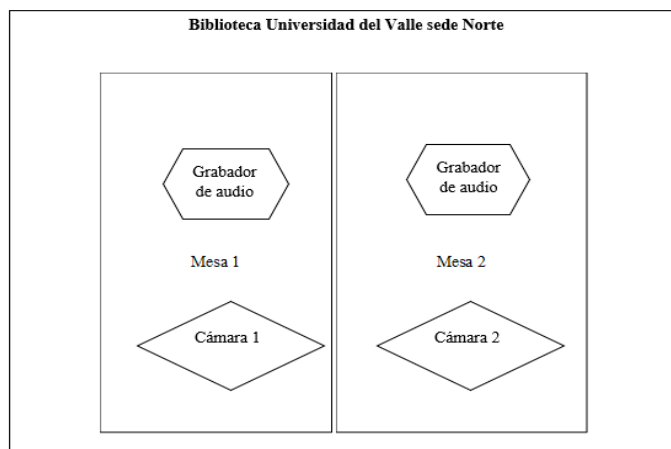 Biblioteca Universidad del Valle sede Norte
Grabador
de audio
Mesa 1
Cámara 1
Grabador
de audio
Mesa 2
Cámara 2